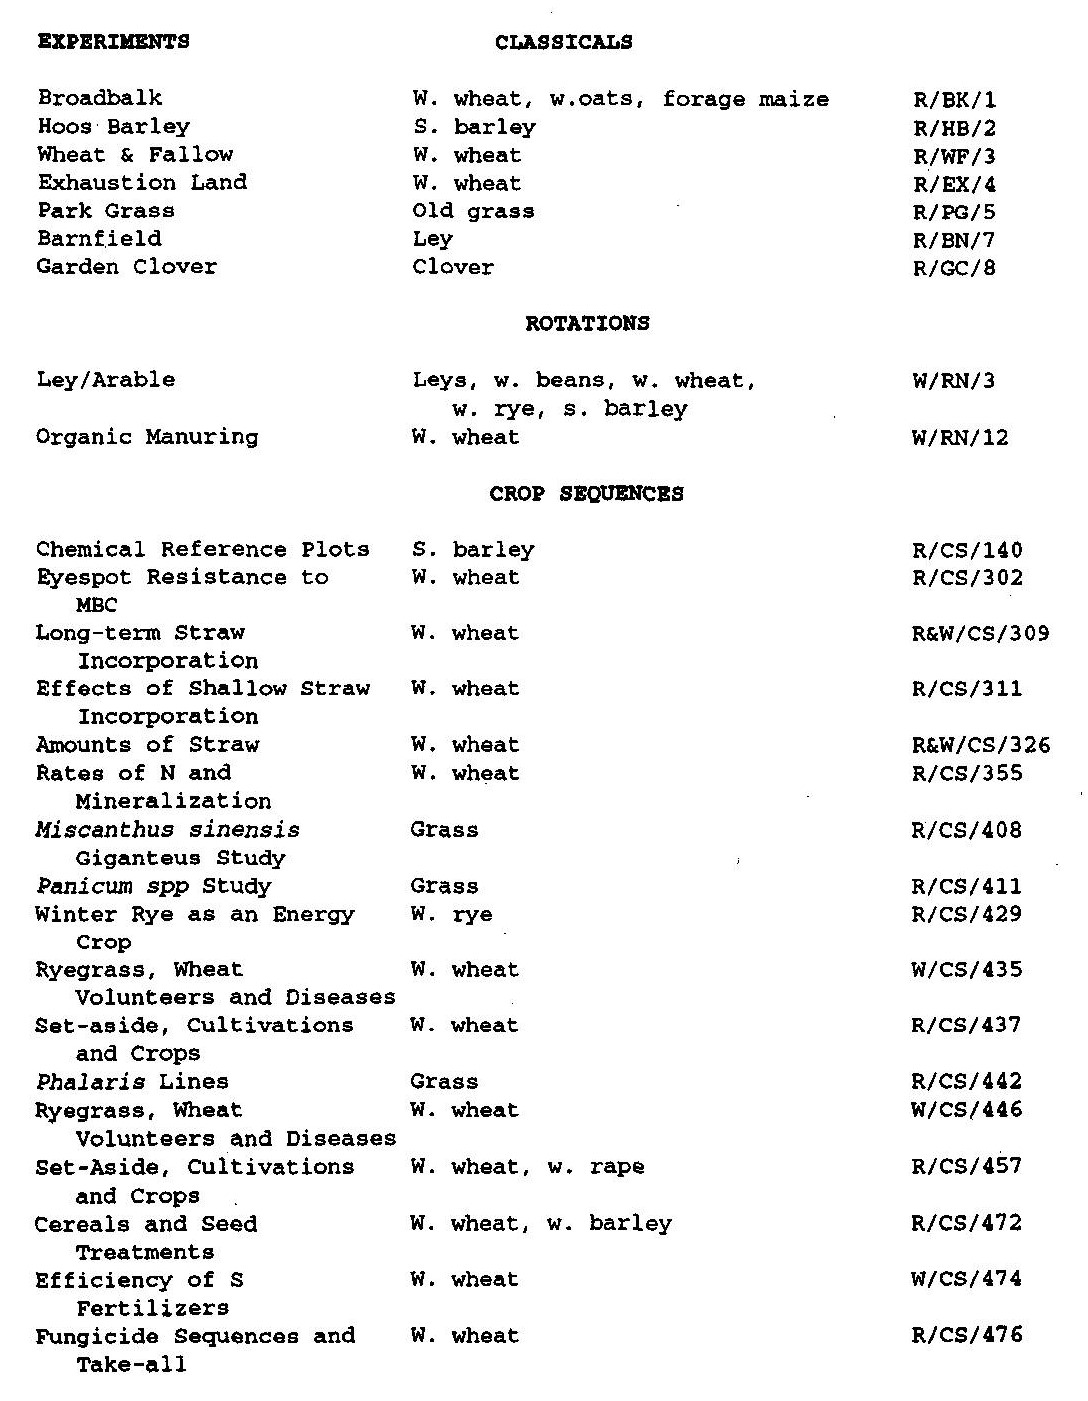 EXPERIMENTS CLASSICALS
Broadbalk W. wheat, w.oats, forage maize R/BK/1
Hoos Barley S. barley R/HB/2
Wheat & Fallow W. wheat R/WF/3
Exhaustion Land W. wheat R/EX/4
Park Grass Old grass R/PG/5
Barnfield Ley R/BN/7
Garden Clover Clover R/GC/8
ROTATIONS
Ley/Arable Leys, w. beans, w. wheat, W/RN/3
w. rye, s. barley
Organic Manuring W. wheat W/RN/12
CROP SEQUENCES
Chemical Reference Plots S. barley R/CS/140
Eyespot Resistance to W. wheat R/CS/302
MBC
Long-term Straw W. wheat R&W/CS/309
Incorporation
Effects of Shallow Straw W. wheat R/CS/311
Incorporation
Amounts of Straw W. wheat R&W/CS/326
Rates of N and W. wheat R/CS/355
Mineralization
Miscanthus sinensis Grass R/CS/408
Giganteus Study
Panicum spp Study Grass R/CS/411
Winter Rye as an Energy W. rye R/CS/429
Crop
Ryegrass, Wheat W. wheat W/CS/435
Volunteers and Diseases
Set-aside, Cultivations W. wheat R/CS/437
and Crops
Phalaris Lines Grass R/CS/442
Ryegrass, Wheat W. wheat W/CS/446
Volunteers and Diseases
Set-Aside, Cultivations W. wheat, w. rape R/CS/457
and Crops
Cereals and Seed W. wheat, w. barley R/CS/472
Treatments
Efficiency of S W. wheat W/CS/474
Fertilizers
Fungicide Sequences and W. wheat R/CS/476
Take-all